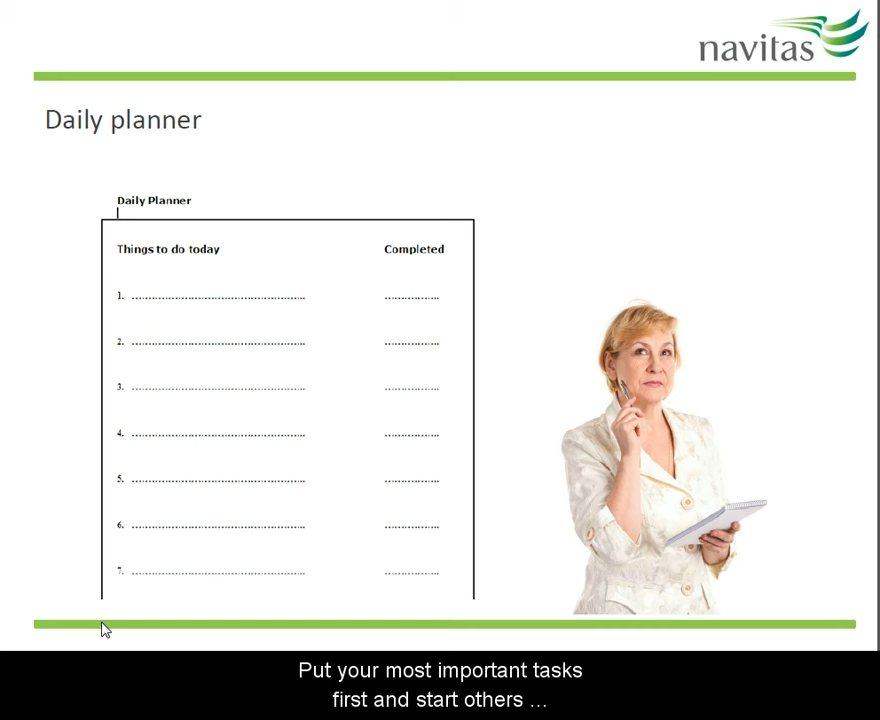 navitas
Daily planner
Daily Planner
Things to do today Completed
1. .................................................... ................
2. .................................................... ................
3. .................................................... ................
4. .................................................... ................
5. .................................................... ................
6. .................................................... ................
7. .................................................... ................
Put your most important tasks
first and start others ...